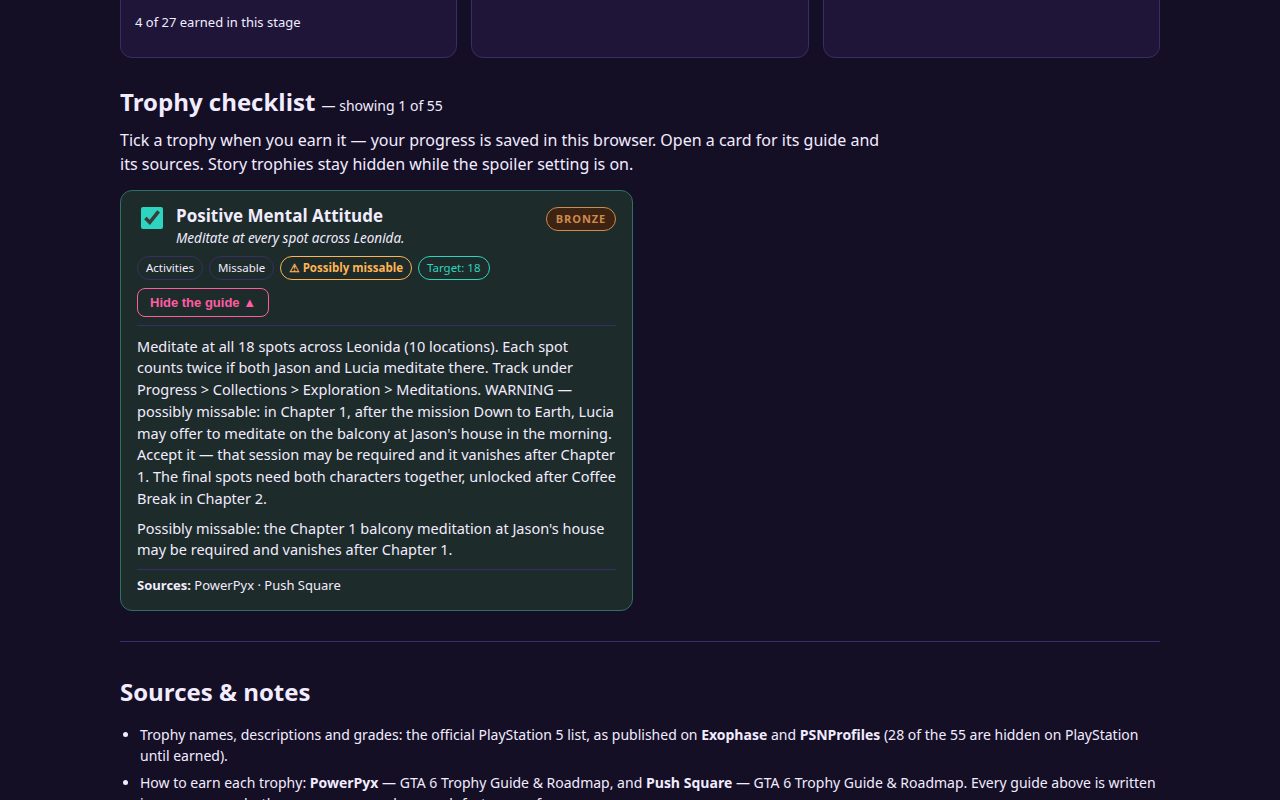 4 of 27 earned in this stage
Trophy checklist — showing 1 of 55
Tick a trophy when you earn it — your progress is saved in this browser. Open a card for its guide and
its sources. Story trophies stay hidden while the spoiler setting is on.
Positive Mental Attitude
BRONZE
Meditate at every spot across Leonida.
Activities
Missable
⚠ Possibly missable
Target: 18
Hide the guide ▲
Meditate at all 18 spots across Leonida (10 locations). Each spot
counts twice if both Jason and Lucia meditate there. Track under
Progress > Collections > Exploration > Meditations. WARNING —
possibly missable: in Chapter 1, after the mission Down to Earth, Lucia
may offer to meditate on the balcony at Jason's house in the morning.
Accept it — that session may be required and it vanishes after Chapter
1. The final spots need both characters together, unlocked after Coffee
Break in Chapter 2.
Possibly missable: the Chapter 1 balcony meditation at Jason's house
may be required and vanishes after Chapter 1.
Sources: PowerPyx · Push Square
Sources & notes
• Trophy names, descriptions and grades: the official PlayStation 5 list, as published on Exophase and PSNProfiles (28 of the 55 are hidden on PlayStation
until earned).
• How to earn each trophy: PowerPyx — GTA 6 Trophy Guide & Roadmap, and Push Square — GTA 6 Trophy Guide & Roadmap. Every guide above is written